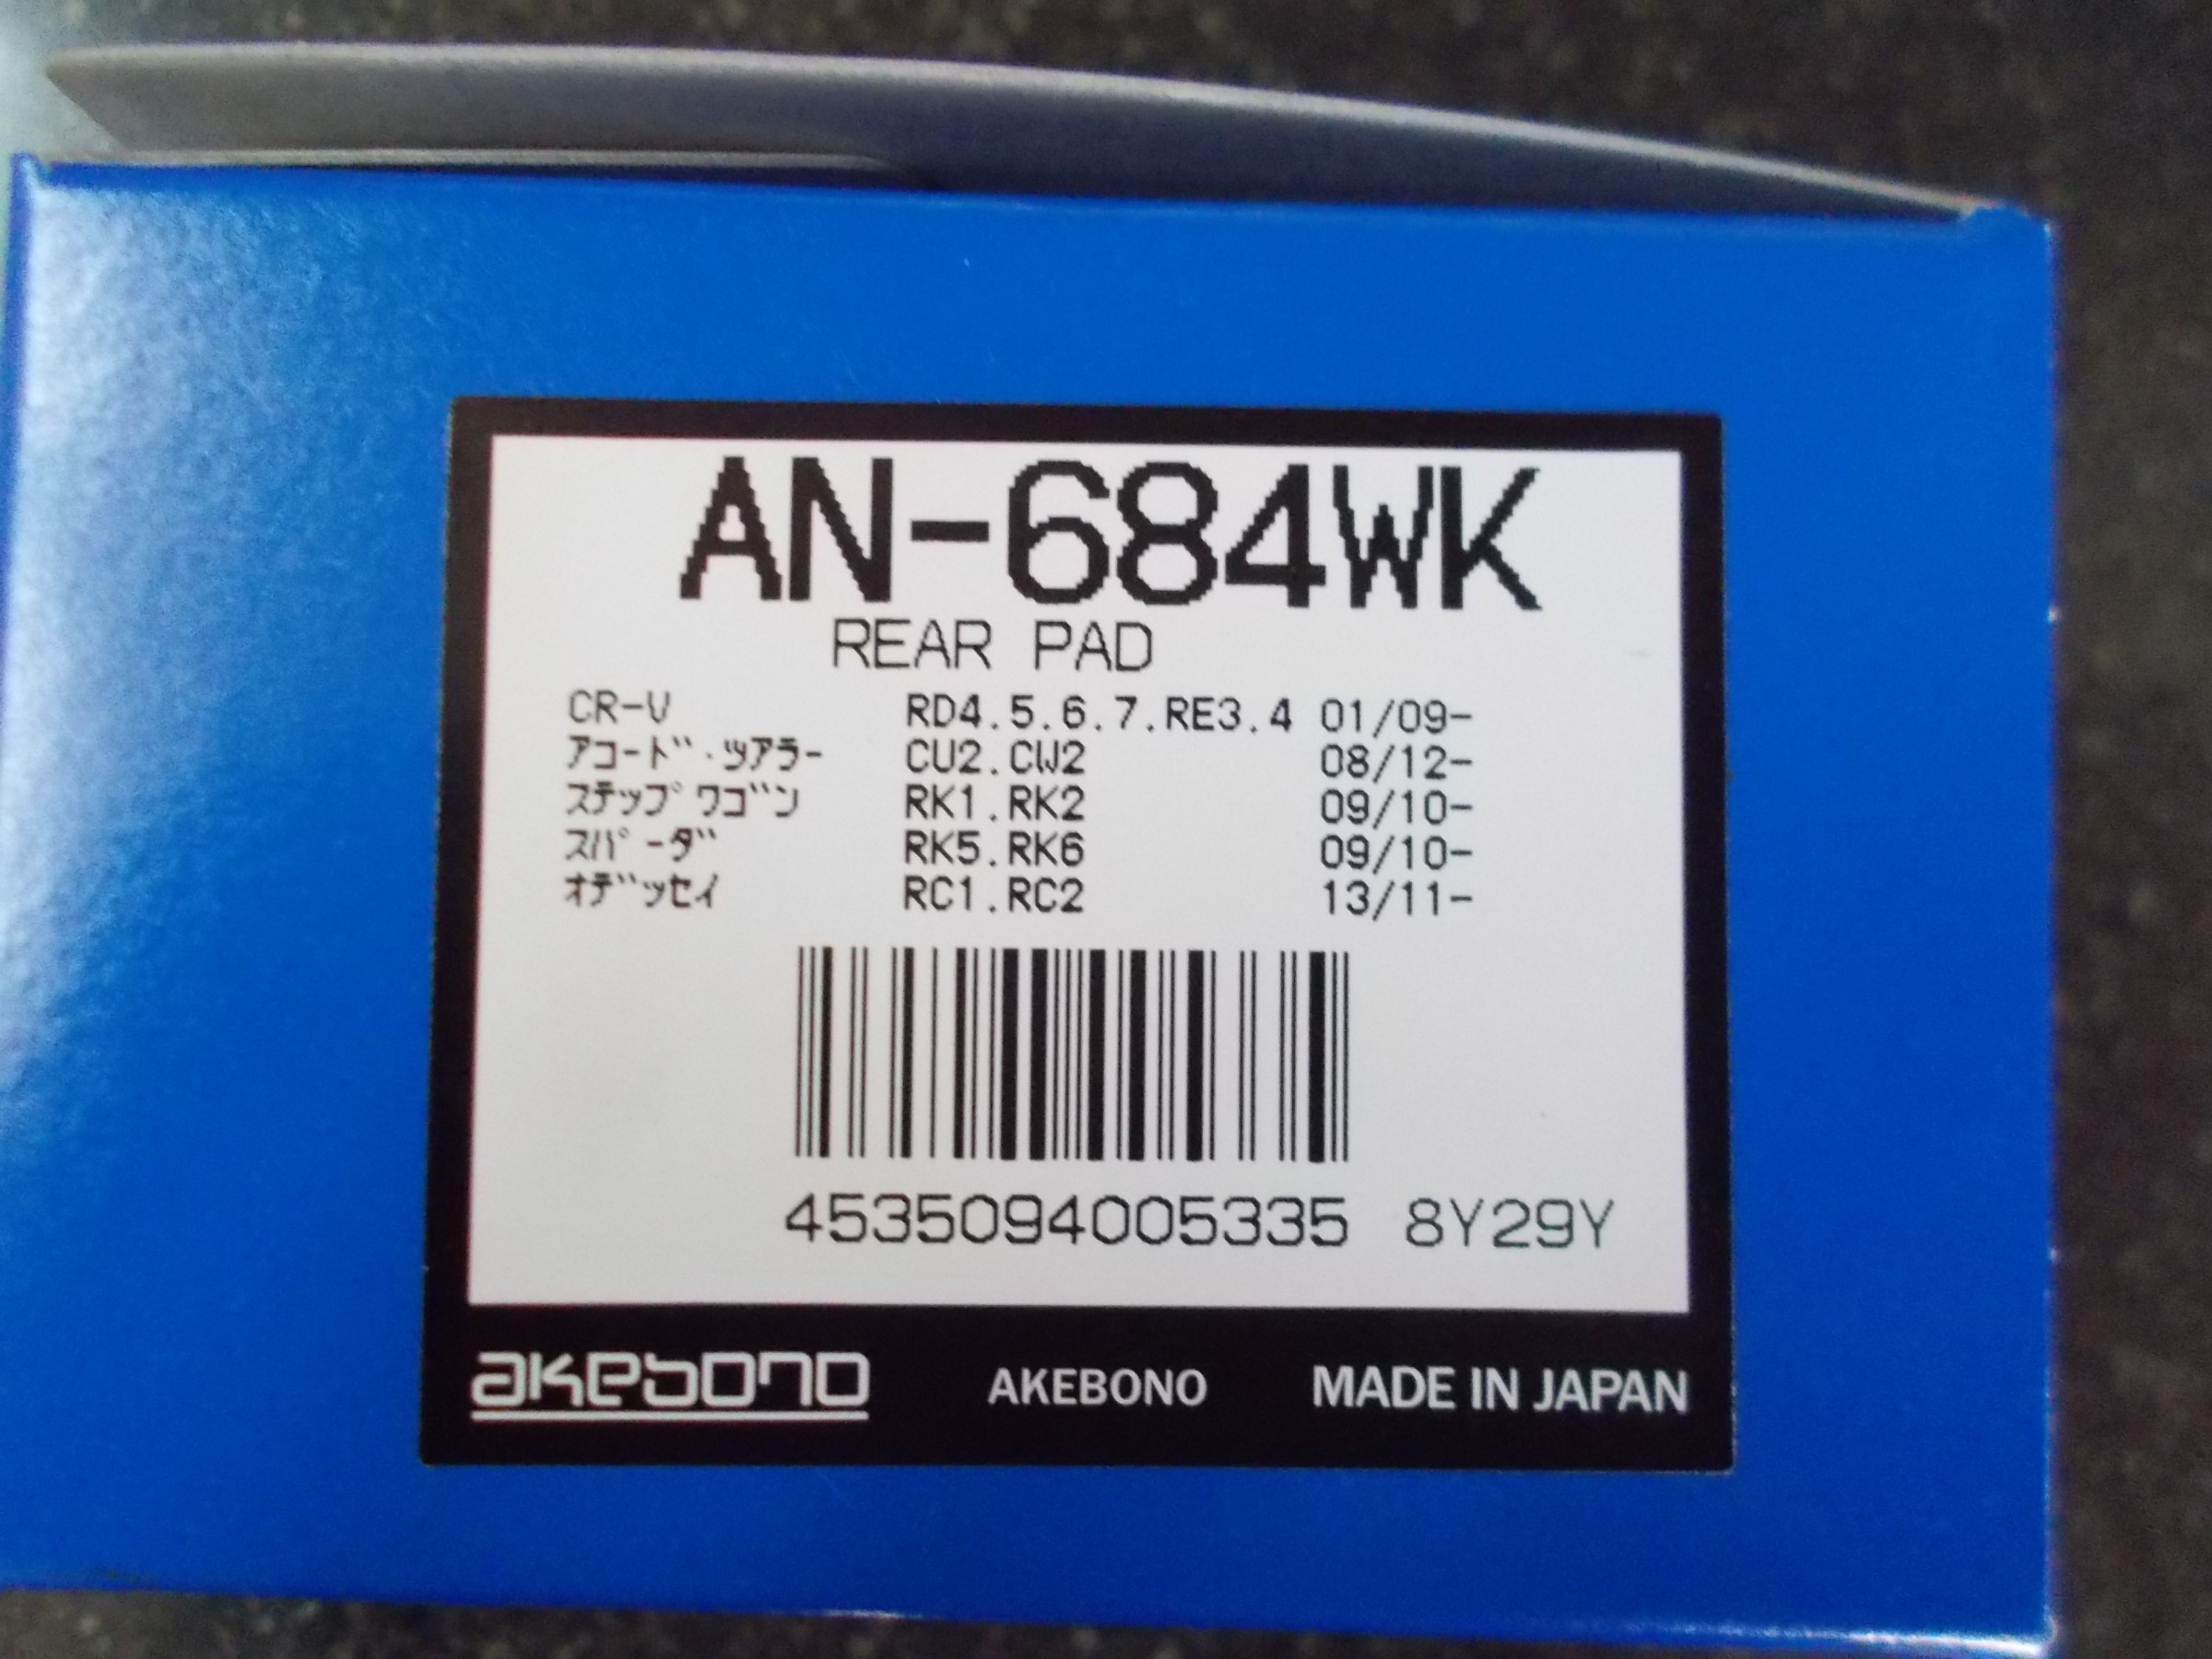 AN-684WK
REAR PAD
CR-V RD4.5.6.7.RE3.4 01/09-
ｱｺｰﾄﾞ･ﾂｱﾗｰ CU2.CW2 08/12-
ｽﾃｯﾌﾟﾜｺﾞﾝ RK1.RK2 09/10-
ｽﾊﾟｰﾀﾞ RK5.RK6 09/10-
ｵﾃﾞｯｾｲ RC1.RC2 13/11-
4535094005335 8Y29Y
akebono AKEBONO MADE IN JAPAN